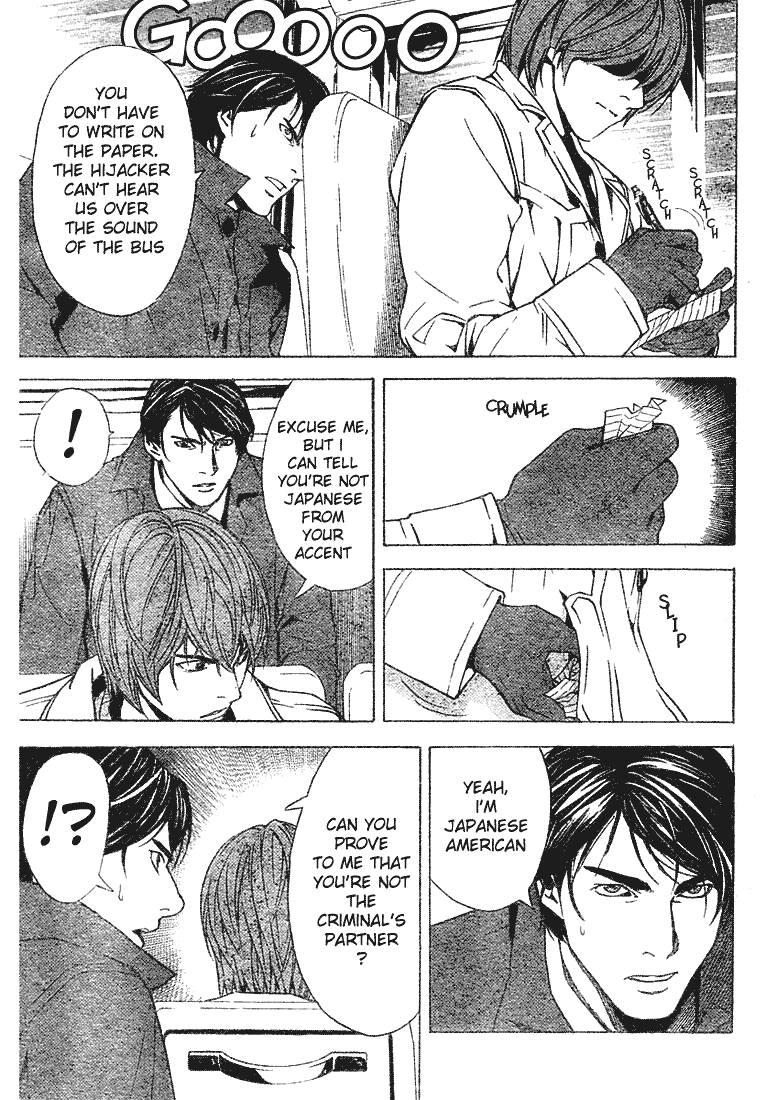 GOOOOO
YOU
DON'T HAVE
TO WRITE ON
THE PAPER.
THE HIJACKER
CAN'T HEAR
US OVER
THE SOUND
OF THE BUS
SCRATCH
SCRATCH
CRUMPLE
!
EXCUSE ME,
BUT I
CAN TELL
YOU'RE NOT
JAPANESE
FROM
YOUR
ACCENT
SLIP
YEAH,
I'M
JAPANESE
AMERICAN
CAN YOU
PROVE
TO ME THAT
YOU'RE NOT
THE
CRIMINAL'S
PARTNER
?
!?